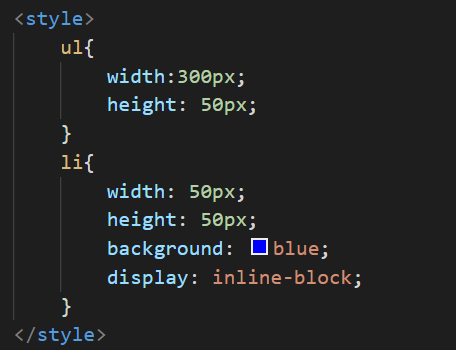 <style>
ul{
width:300px;
height: 50px;
}
li{
width: 50px;
height: 50px;
background: blue;
display: inline-block;
}
</style>